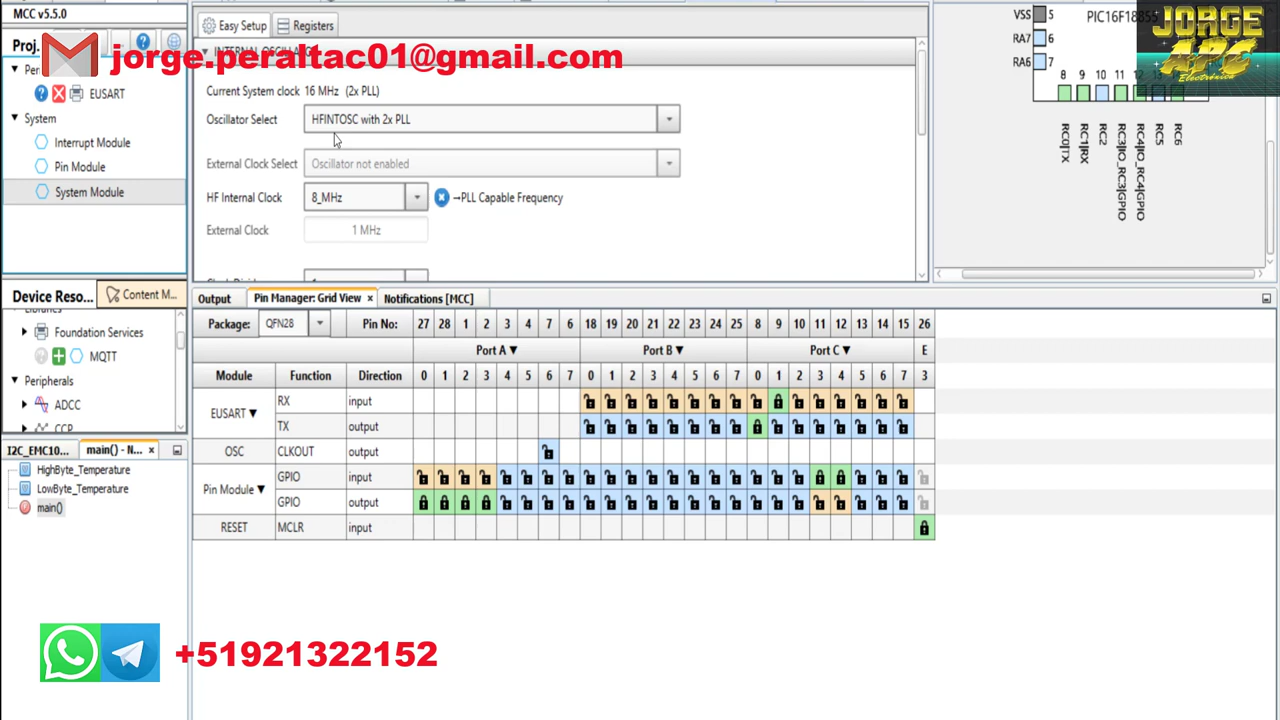 MCC v5.5.0
Proj.
EUSART
System
Interrupt Module
Pin Module
System Module
Easy Setup
Registers
jorge.peraltac01@gmail.com
Current System clock 16 MHz (2x PLL)
Oscillator Select HFINTOSC with 2x PLL
External Clock Select Oscillator not enabled
HF Internal Clock 8_MHz →PLL Capable Frequency
External Clock 1 MHz
VSS 5
RA7 6
RA6 7
8 9 10 11 12
RC0|TX
RC1|RX
RC2
RC3|IO_RC3|GPIO
RC4|IO_RC4|GPIO
RC5
RC6
JORGE
APC
Electrónica
Device Reso...
Content M...
Foundation Services
MQTT
Peripherals
ADCC
I2C_EMC10...
main() - N... ×
HighByte_Temperature
LowByte_Temperature
main()
Output
Pin Manager: Grid View ×
Notifications [MCC]
Package: QFN28 Pin No: 27 28 1 2 3 4 5 7 6 18 19 20 21 22 23 24 25 8 9 10 11 12 13 14 15 26
Port A▼ Port B▼ Port C▼ E
Module Function Direction 0 1 2 3 4 5 6 7 0 1 2 3 4 5 6 7 0 1 2 3 4 5 6 7 3
EUSART▼
RX input
TX output
OSC CLKOUT output
Pin Module▼
GPIO input
GPIO output
RESET MCLR input
+51921322152